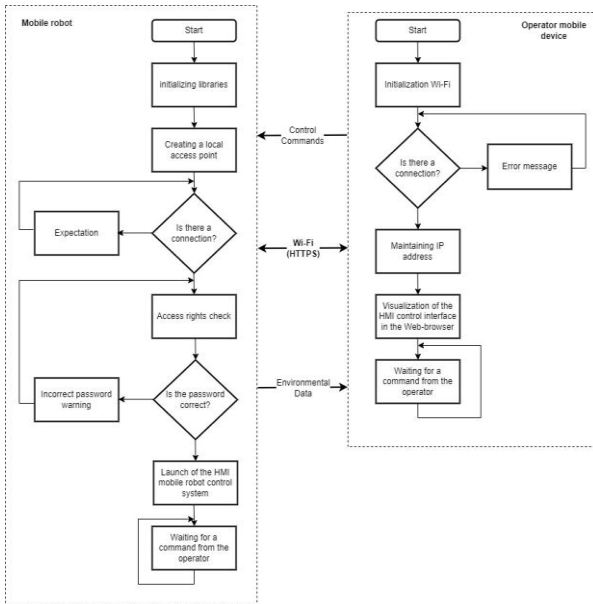 Mobile robot
Start
initializing libraries
Creating a local
access point
Is there a
connection?
Expectation
Access rights check
Is the password
correct?
Incorrect password
warning
Launch of the HMI
mobile robot control
system
Waiting for a
command from the
operator
Control
Commands
Wi-Fi
(HTTPS)
Environmental
Data
Operator mobile
device
Start
Initialization Wi-Fi
Is there a
connection?
Error message
Maintaining IP
address
Visualization of the
HMI control interface
in the Web-browser
Waiting for a
command from the
operator